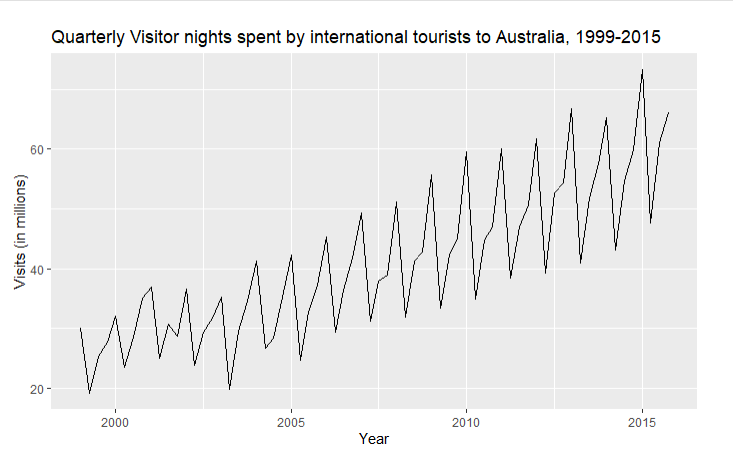 Quarterly Visitor nights spent by international tourists to Australia, 1999-2015
Visits (in millions)
60
40
20
2000 2005 2010 2015
Year